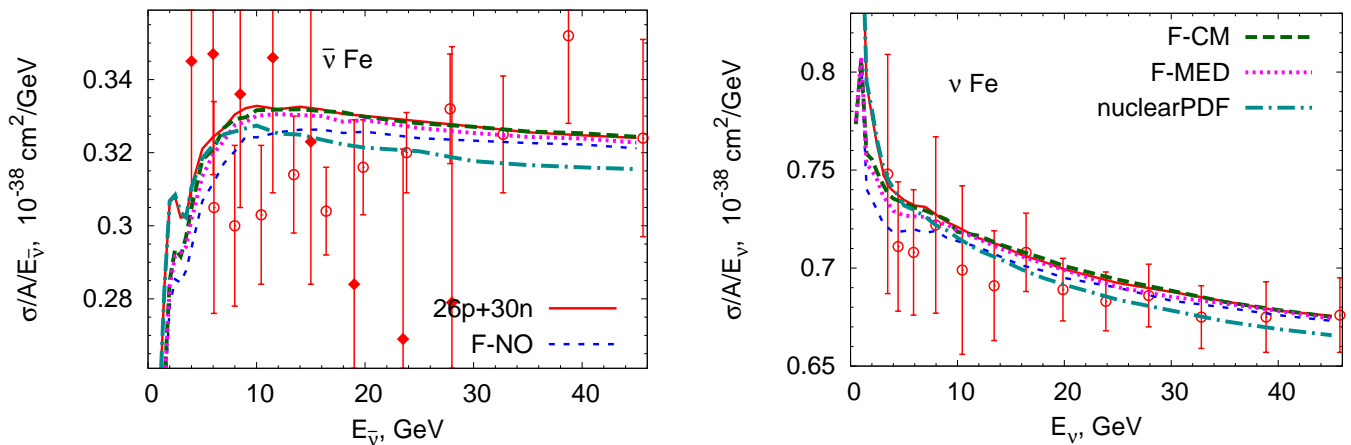 σ/A/E_ν̄, 10^-38 cm^2/GeV
0.34
0.32
0.3
0.28
ν̄ Fe
26p+30n
F-NO
0 10 20 30 40
E_ν̄, GeV
σ/A/E_ν, 10^-38 cm^2/GeV
0.8
0.75
0.7
0.65
ν Fe
F-CM
F-MED
nuclearPDF
0 10 20 30 40
E_ν, GeV